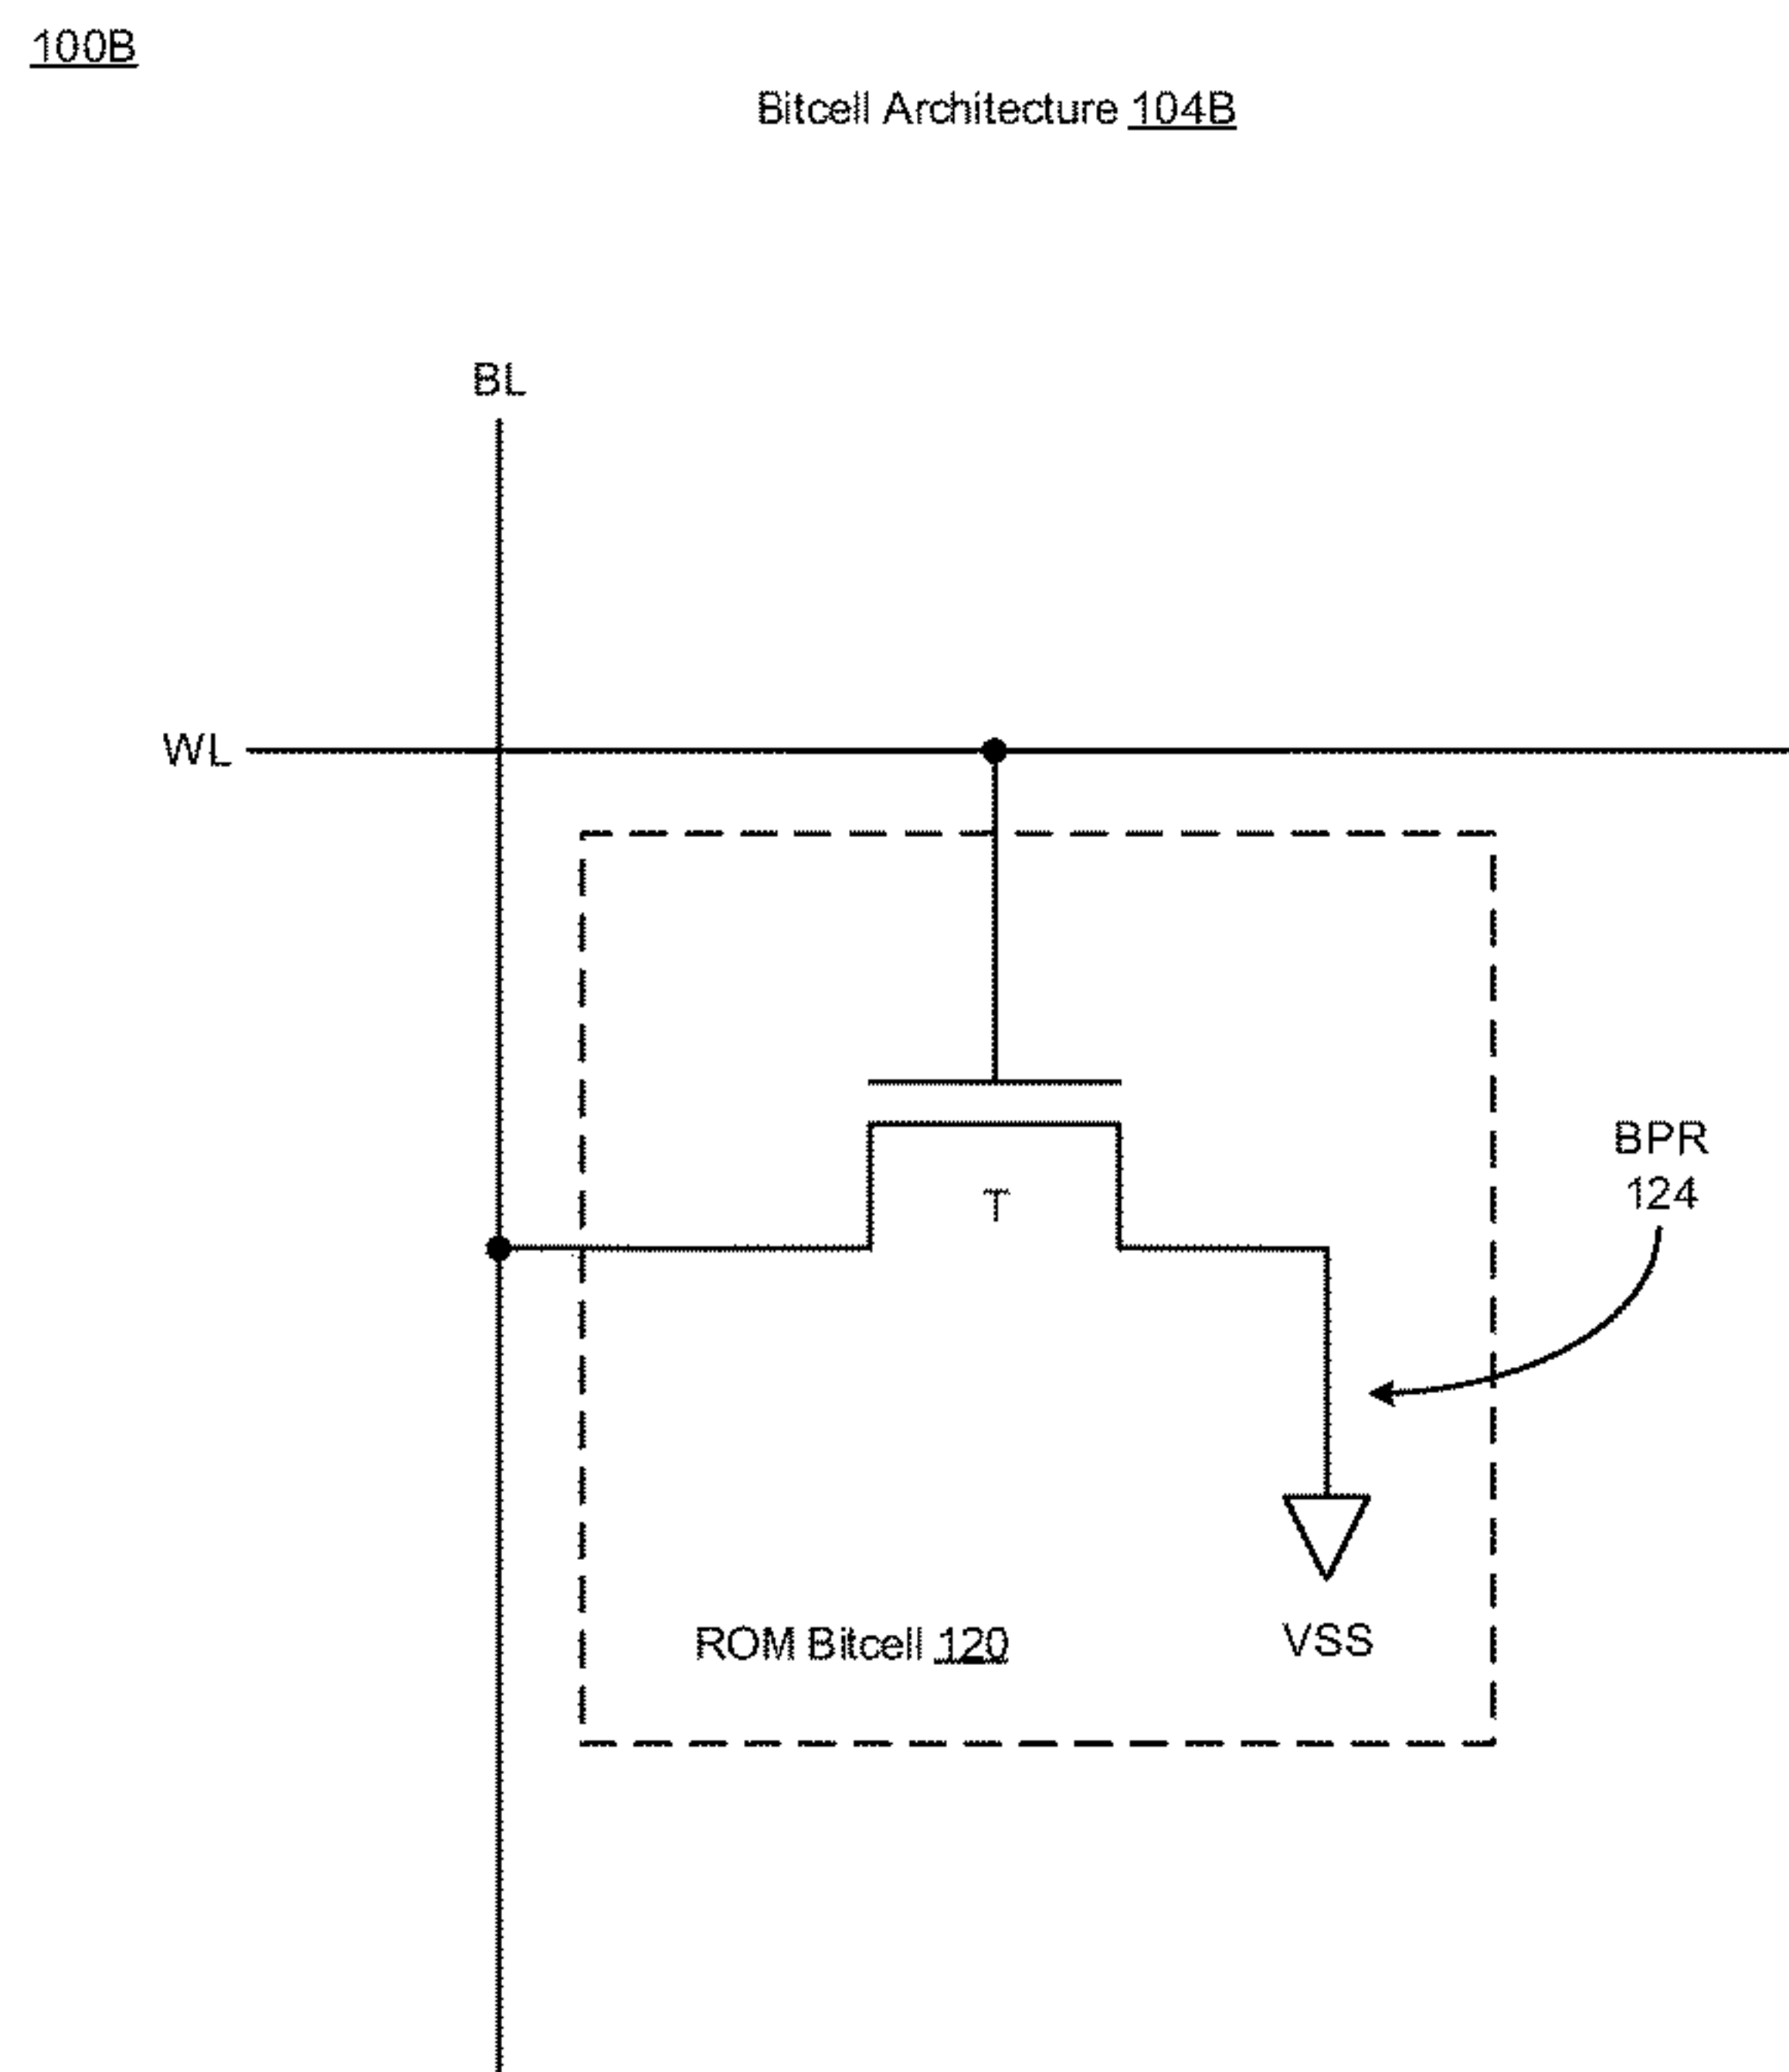 100B
Bitcell Architecture 104B
BL
WL
BPR
124
T
ROM Bitcell 120
VSS